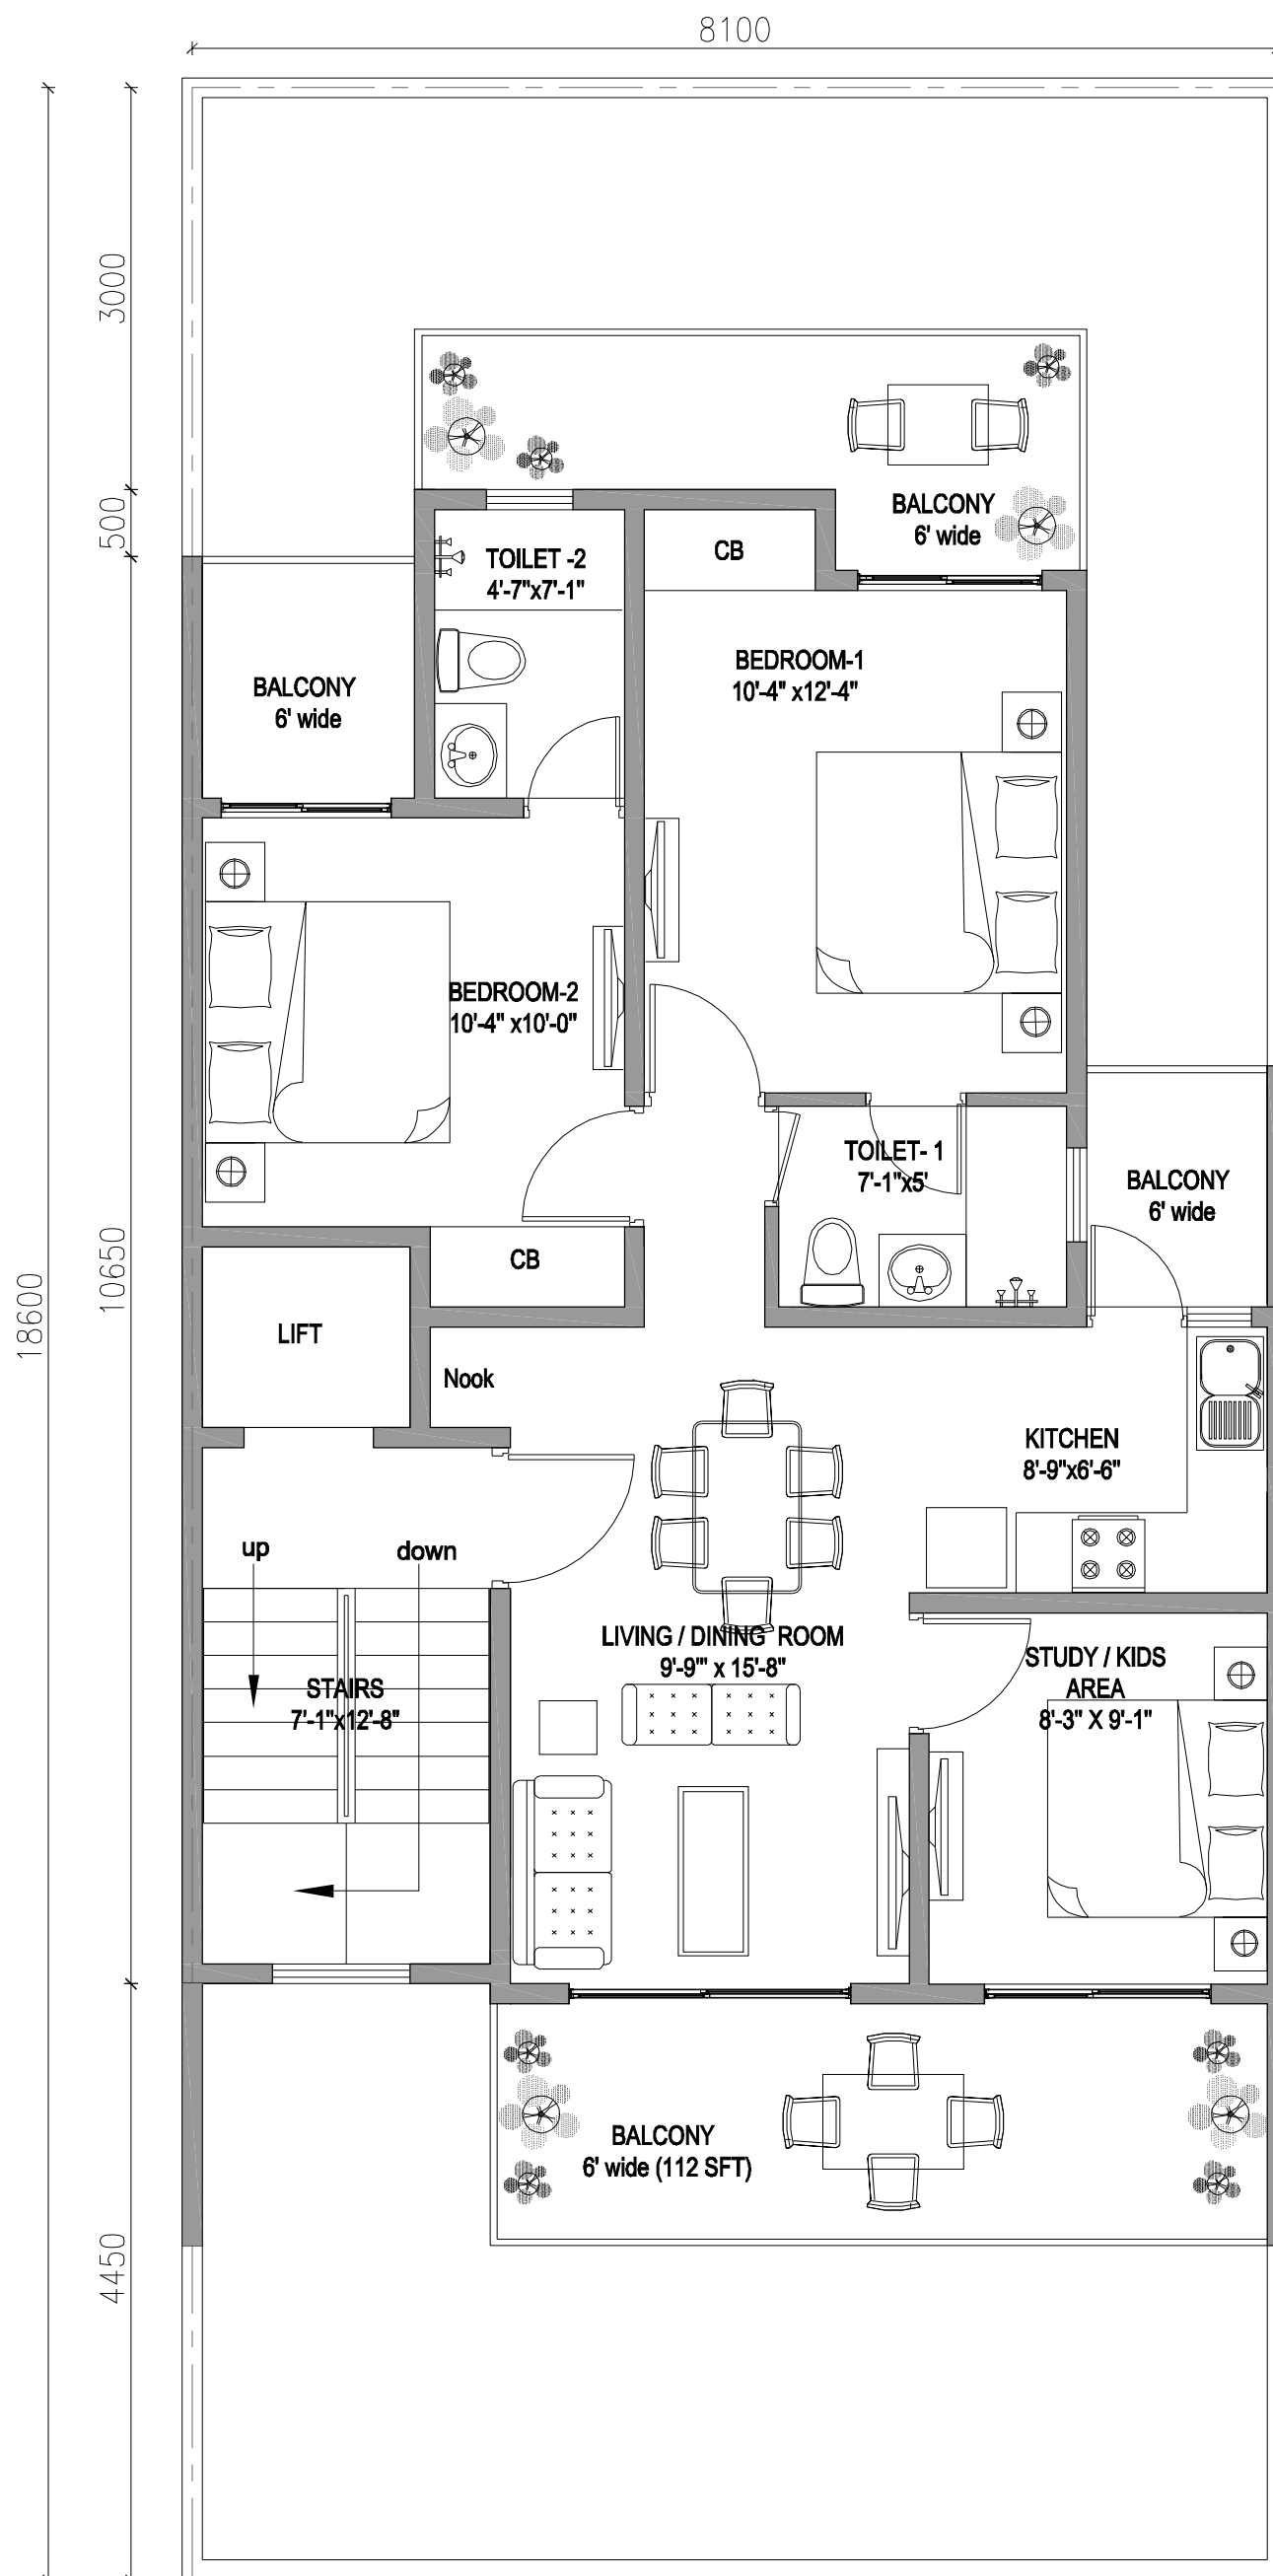 8100
3000
500
10650
18600
4450
BALCONY
6' wide
TOILET -2
4'-7"x7'-1"
CB
BALCONY
6' wide
BEDROOM-1
10'-4" x12'-4"
BEDROOM-2
10'-4" x10'-0"
TOILET- 1
7'-1"x5'
BALCONY
6' wide
CB
LIFT
Nook
KITCHEN
8'-9"x6'-6"
up
down
LIVING / DINING ROOM
9'-9"' x 15'-8"
STUDY / KIDS
AREA
8'-3" X 9'-1"
STAIRS
7'-1"x12'-8"
BALCONY
6' wide (112 SFT)